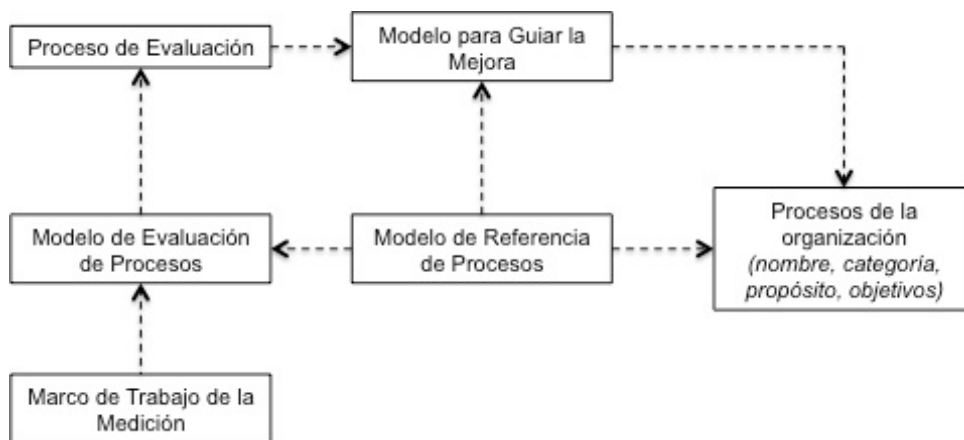 Proceso de Evaluación
Modelo para Guiar la
Mejora
Modelo de Evaluación
de Procesos
Modelo de Referencia
de Procesos
Procesos de la
organización
(nombre, categoría,
propósito, objetivos)
Marco de Trabajo de la
Medición